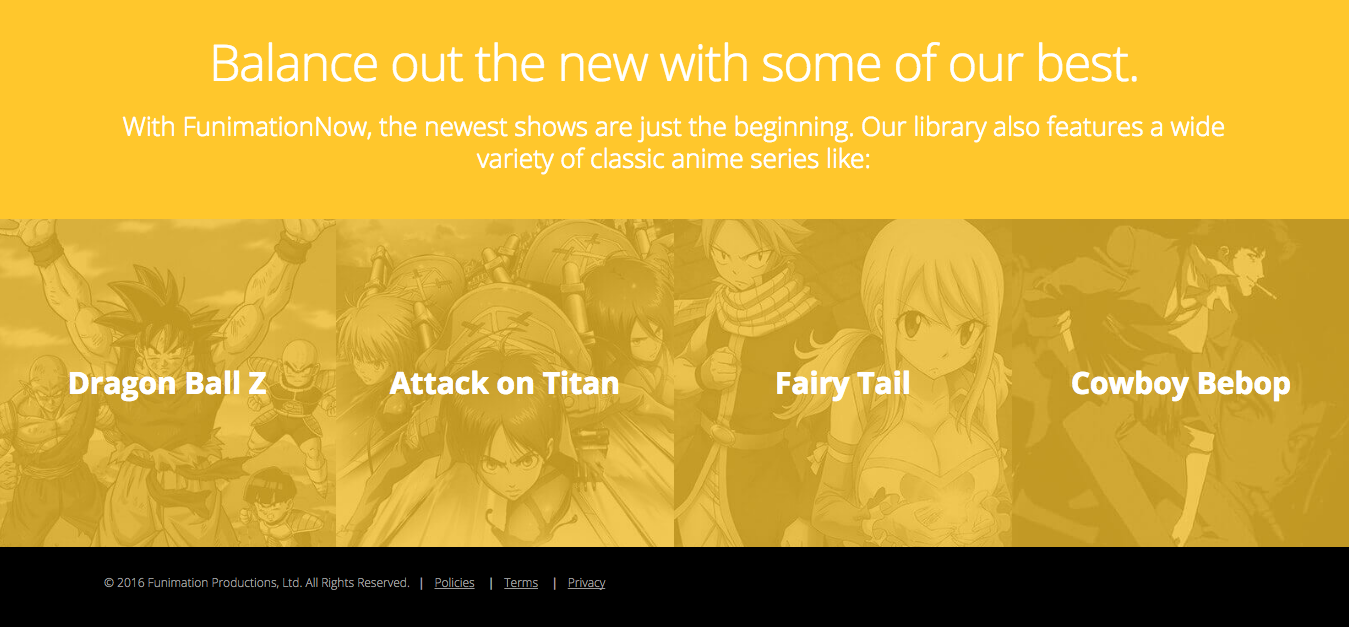 Balance out the new with some of our best.
With FunimationNow, the newest shows are just the beginning. Our library also features a wide
variety of classic anime series like:
Dragon Ball Z
Attack on Titan
Fairy Tail
Cowboy Bebop
© 2016 Funimation Productions, Ltd. All Rights Reserved. | Policies | Terms | Privacy